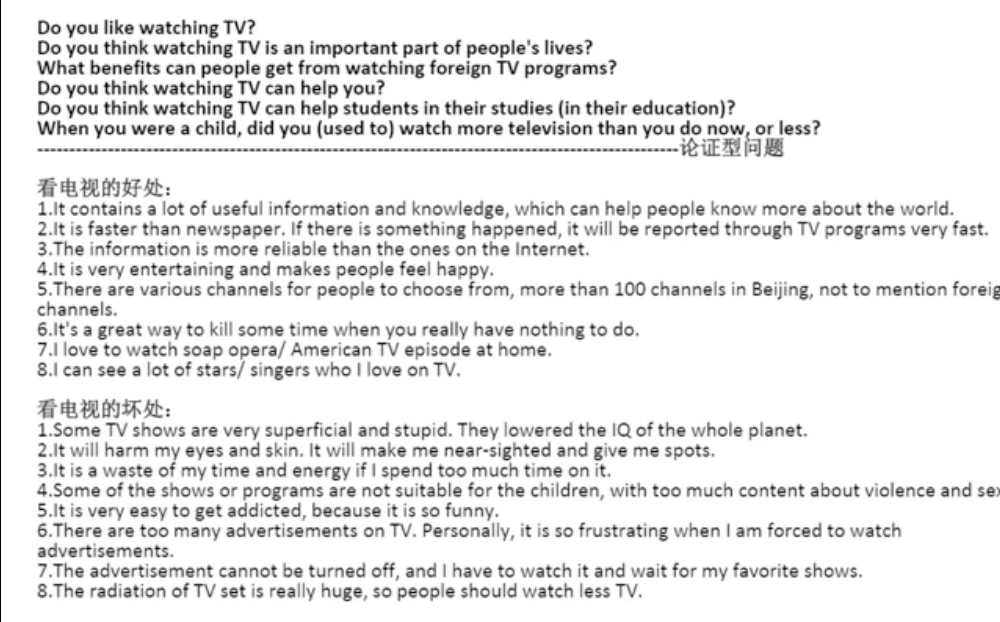 Do you like watching TV?
Do you think watching TV is an important part of people's lives?
What benefits can people get from watching foreign TV programs?
Do you think watching TV can help you?
Do you think watching TV can help students in their studies (in their education)?
When you were a child, did you (used to) watch more television than you do now, or less?
----------------------------------------------------------------------------------------------------论证型问题
看电视的好处：
1.It contains a lot of useful information and knowledge, which can help people know more about the world.
2.It is faster than newspaper. If there is something happened, it will be reported through TV programs very fast.
3.The information is more reliable than the ones on the Internet.
4.It is very entertaining and makes people feel happy.
5.There are various channels for people to choose from, more than 100 channels in Beijing, not to mention foreig
channels.
6.It's a great way to kill some time when you really have nothing to do.
7.I love to watch soap opera/ American TV episode at home.
8.I can see a lot of stars/ singers who I love on TV.
看电视的坏处：
1.Some TV shows are very superficial and stupid. They lowered the IQ of the whole planet.
2.It will harm my eyes and skin. It will make me near-sighted and give me spots.
3.It is a waste of my time and energy if I spend too much time on it.
4.Some of the shows or programs are not suitable for the children, with too much content about violence and sex
5.It is very easy to get addicted, because it is so funny.
6.There are too many advertisements on TV. Personally, it is so frustrating when I am forced to watch
advertisements.
7.The advertisement cannot be turned off, and I have to watch it and wait for my favorite shows.
8.The radiation of TV set is really huge, so people should watch less TV.